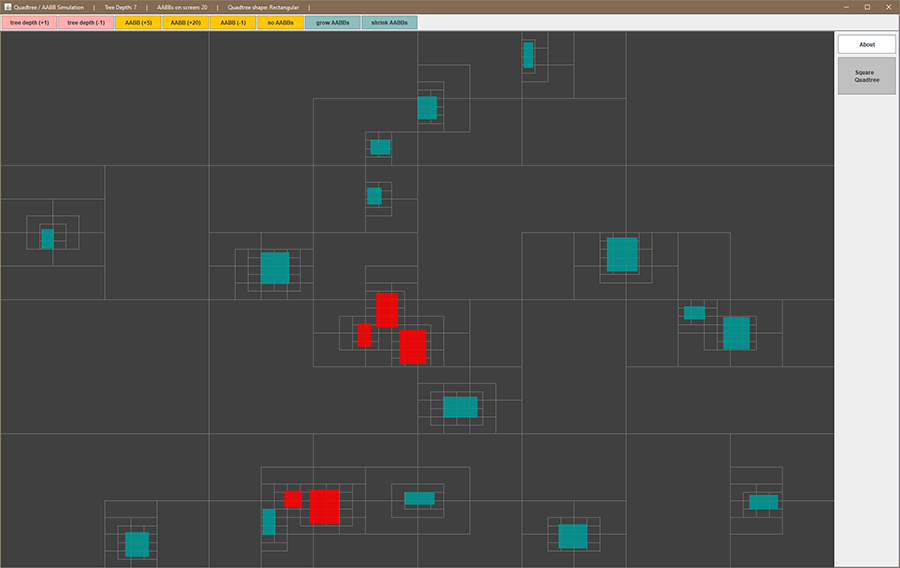 Quadtree / AABB Simulation | Tree Depth: 7 | AABBs on screen: 20 | Quadtree shape: Rectangular |
tree depth (+1) tree depth (-1) AABB (+5) AABB (+20) AABB (-1) no AABBs grow AABBs shrink AABBs
About
Square
Quadtree